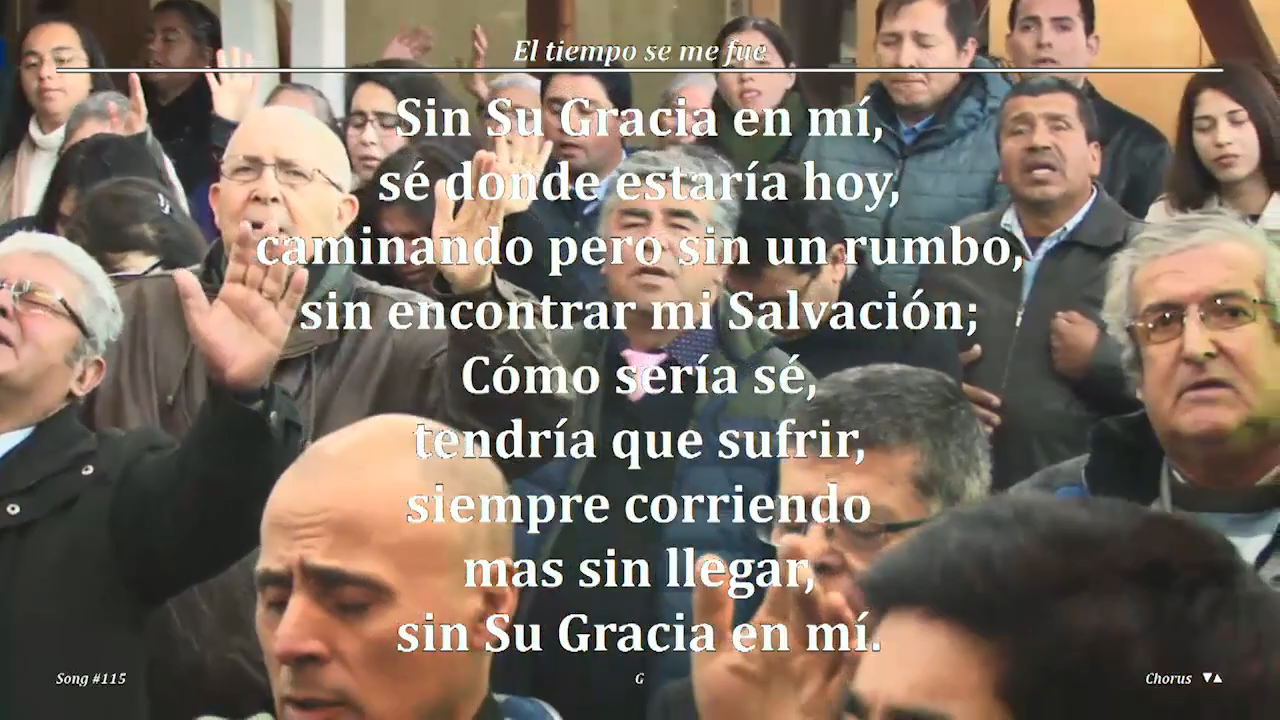 El tiempo se me fue
Sin Su Gracia en mí,
sé donde estaría hoy,
caminando pero sin un rumbo,
sin encontrar mi Salvación;
Cómo sería sé,
tendría que sufrir,
siempre corriendo
mas sin llegar,
sin Su Gracia en mí.
Song #115
G
Chorus ▼▲